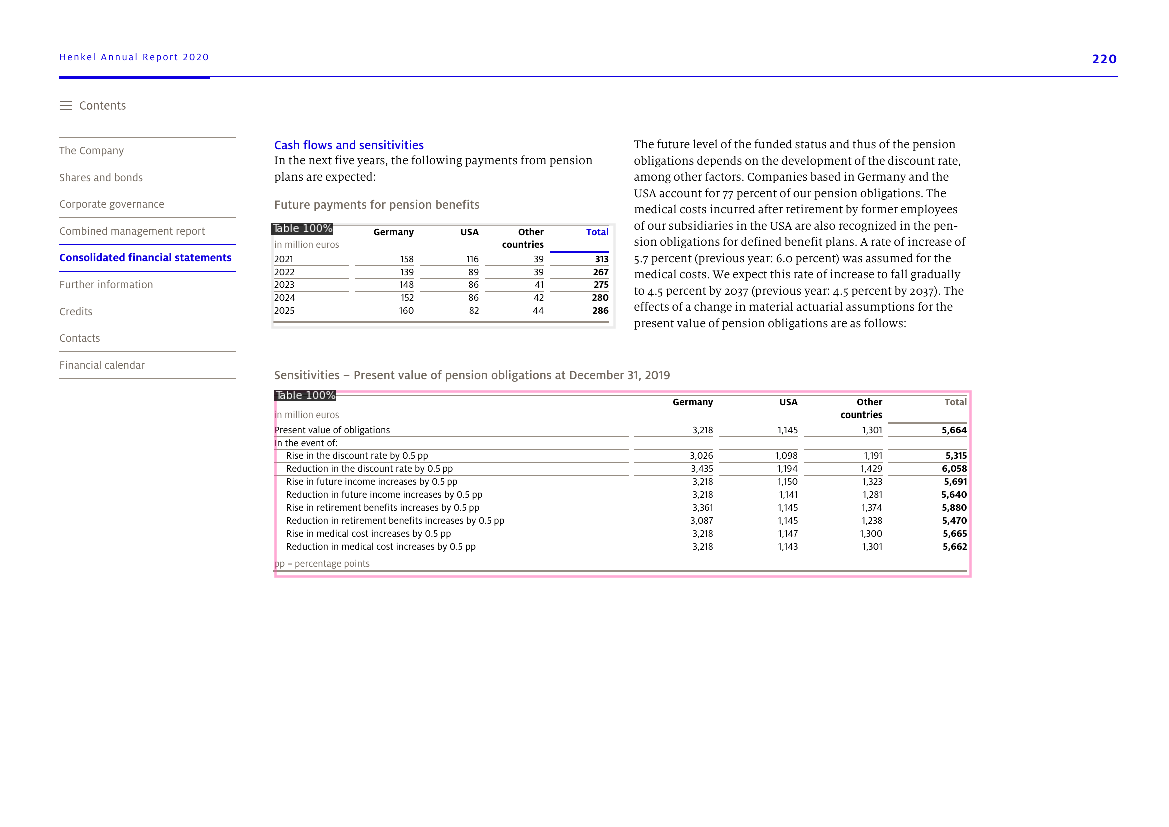 Henkel Annual Report 2020
220
Contents
The Company
Shares and bonds
Corporate governance
Combined management report
Consolidated financial statements
Further information
Credits
Contacts
Financial calendar
Cash flows and sensitivities
In the next five years, the following payments from pension
plans are expected:
Future payments for pension benefits
Table 100%
in million euros Germany USA Other countries Total
2021 158 116 39 313
2022 139 89 39 267
2023 148 86 41 275
2024 152 86 42 280
2025 160 82 44 286
The future level of the funded status and thus of the pension
obligations depends on the development of the discount rate,
among other factors. Companies based in Germany and the
USA account for 77 percent of our pension obligations. The
medical costs incurred after retirement by former employees
of our subsidiaries in the USA are also recognized in the pen-
sion obligations for defined benefit plans. A rate of increase of
5.7 percent (previous year: 6.0 percent) was assumed for the
medical costs. We expect this rate of increase to fall gradually
to 4.5 percent by 2037 (previous year: 4.5 percent by 2037). The
effects of a change in material actuarial assumptions for the
present value of pension obligations are as follows:
Sensitivities – Present value of pension obligations at December 31, 2019
Table 100%
in million euros Germany USA Other countries Total
Present value of obligations 3,218 1,145 1,301 5,664
In the event of:
Rise in the discount rate by 0.5 pp 3,026 1,098 1,191 5,315
Reduction in the discount rate by 0.5 pp 3,435 1,194 1,429 6,058
Rise in future income increases by 0.5 pp 3,218 1,150 1,323 5,691
Reduction in future income increases by 0.5 pp 3,218 1,141 1,281 5,640
Rise in retirement benefits increases by 0.5 pp 3,361 1,145 1,374 5,880
Reduction in retirement benefits increases by 0.5 pp 3,087 1,145 1,238 5,470
Rise in medical cost increases by 0.5 pp 3,218 1,147 1,300 5,665
Reduction in medical cost increases by 0.5 pp 3,218 1,143 1,301 5,662
pp = percentage points